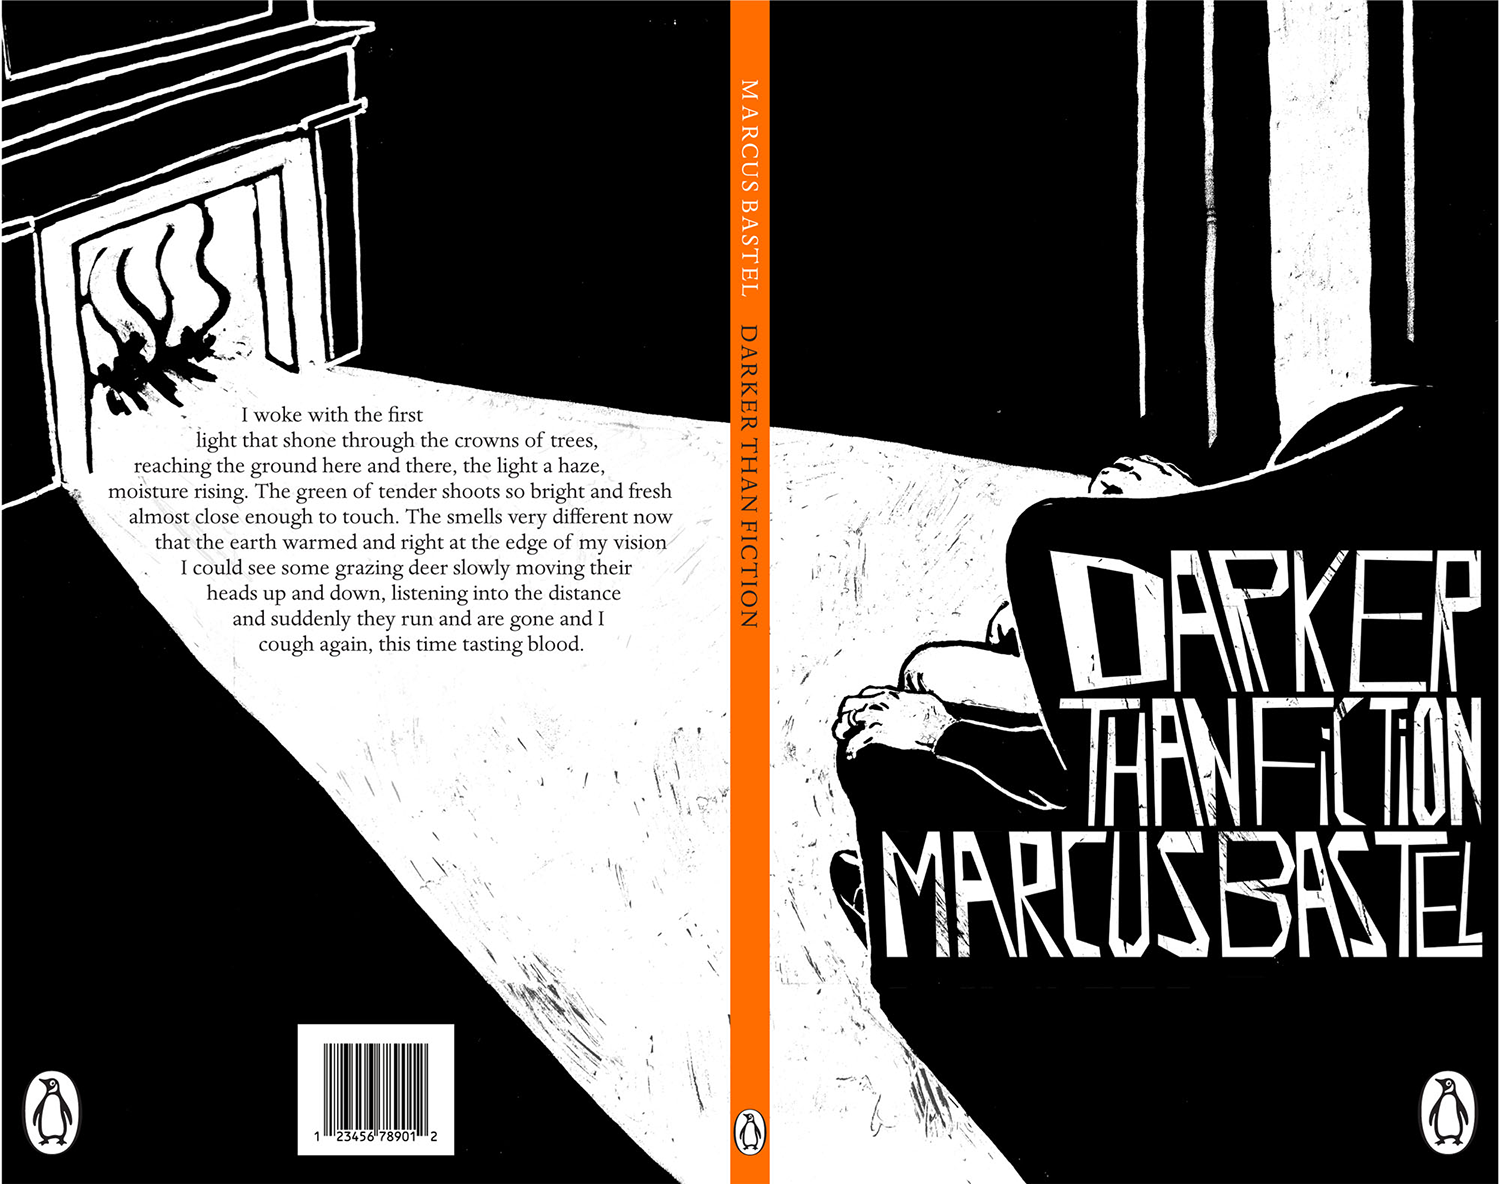 I woke with the first
light that shone through the crowns of trees,
reaching the ground here and there, the light a haze,
moisture rising. The green of tender shoots so bright and fresh
almost close enough to touch. The smells very different now
that the earth warmed and right at the edge of my vision
I could see some grazing deer slowly moving their
heads up and down, listening into the distance
and suddenly they run and are gone and I
cough again, this time tasting blood.
1 23456 78901 2
MARCUS BASTEL DARKER THAN FICTION
DARKER
THAN FiCTiON
MARCUS BASTEL